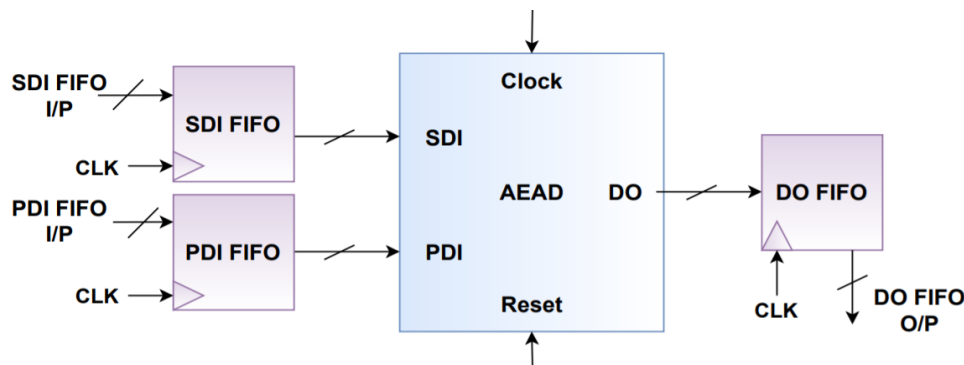 SDI FIFO
I/P
CLK
SDI FIFO
PDI FIFO
I/P
CLK
PDI FIFO
Clock
SDI
AEAD
DO
PDI
Reset
DO FIFO
CLK
DO FIFO
O/P